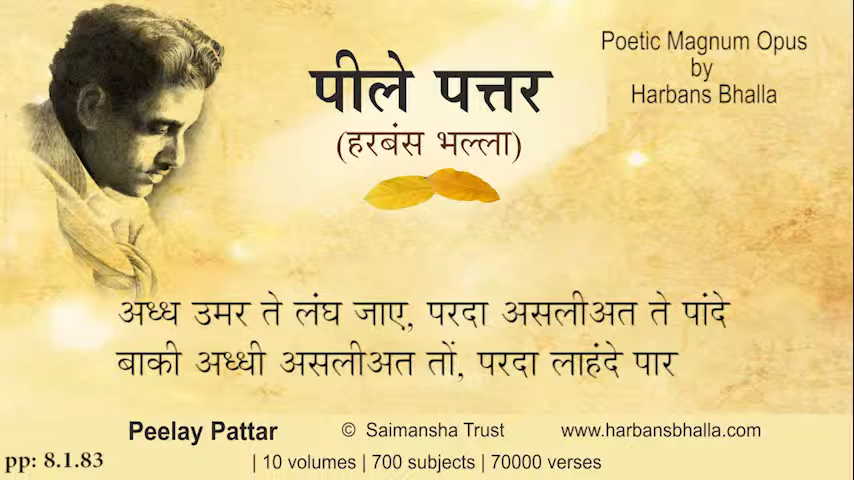 पीले पत्तर
(हरबंस भल्ला)
Poetic Magnum Opus
by
Harbans Bhalla
अध्ध उमर ते लंघ जाए, परदा असलीअत ते पांदे
बाकी अध्धी असलीअत तों, परदा लाहंदे पार
Peelay Pattar © Saimansha Trust www.harbansbhalla.com
pp: 8.1.83 | 10 volumes | 700 subjects | 70000 verses